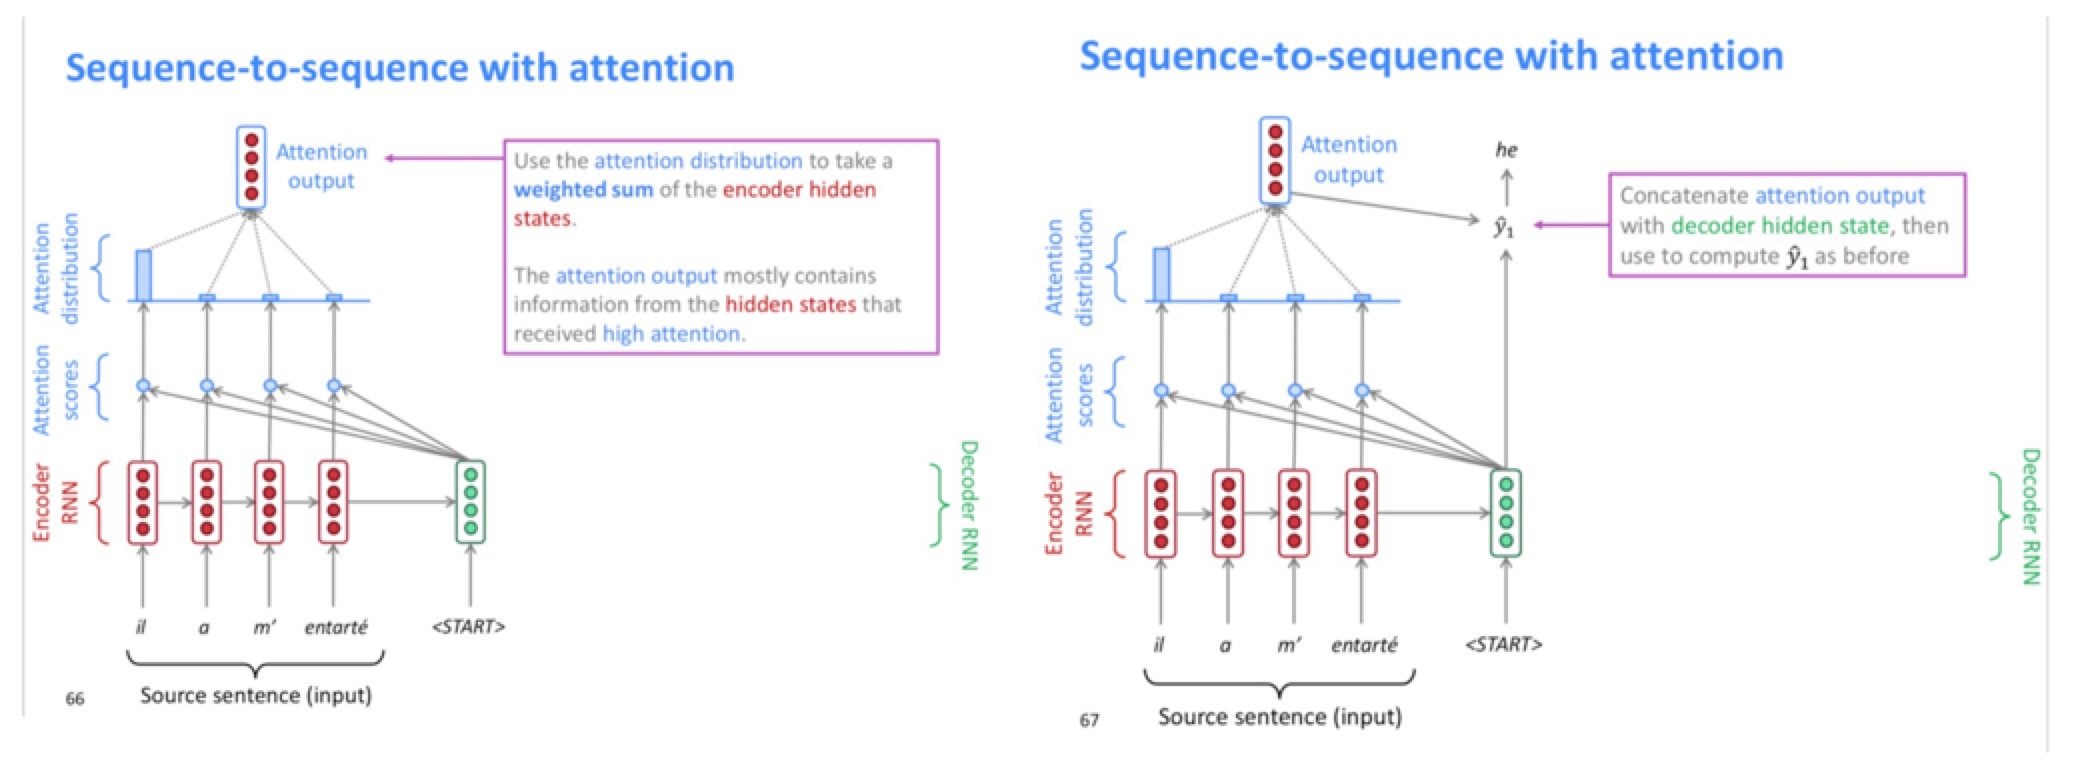 Sequence-to-sequence with attention
Attention
output
Use the attention distribution to take a
weighted sum of the encoder hidden
states.
The attention output mostly contains
information from the hidden states that
received high attention.
Attention
distribution
Attention
scores
Encoder
RNN
Decoder RNN
il a m' entarté <START>
Source sentence (input)
66
Sequence-to-sequence with attention
Attention
output
he
ŷ₁
Concatenate attention output
with decoder hidden state, then
use to compute ŷ₁ as before
Attention
distribution
Attention
scores
Encoder
RNN
Decoder RNN
il a m' entarté <START>
Source sentence (input)
67